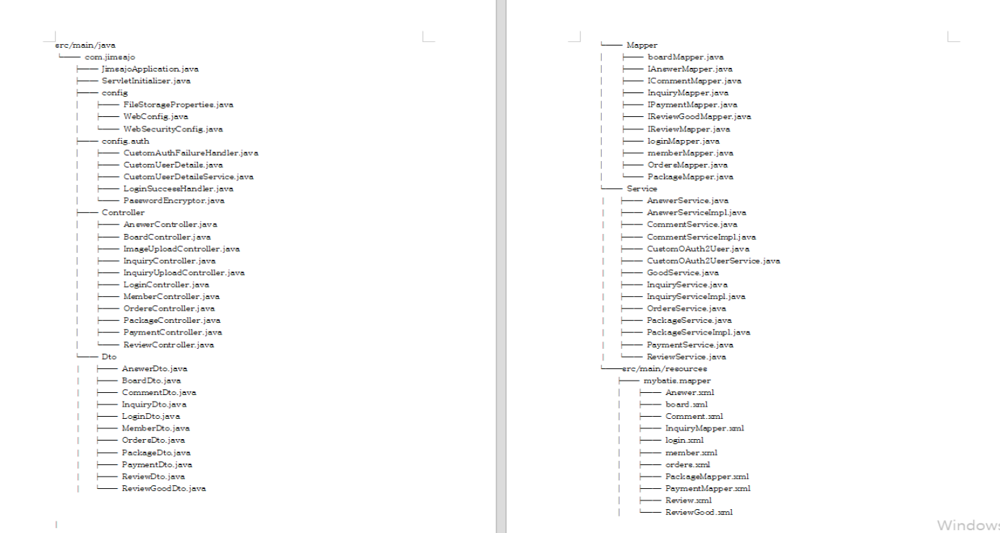 src/main/java
└── com.jimsajo
├── JimsajoApplication.java
├── ServletInitializer.java
├── config
│ ├── FileStorageProperties.java
│ ├── WebConfig.java
│ └── WebSecurityConfig.java
├── config.auth
│ ├── CustomAuthFailureHandler.java
│ ├── CustomUserDetails.java
│ ├── CustomUserDetailsService.java
│ ├── LoginSuccessHandler.java
│ └── PasswordEncryptor.java
├── Controller
│ ├── AnswerController.java
│ ├── BoardController.java
│ ├── ImageUploadController.java
│ ├── InquiryController.java
│ ├── InquiryUploadController.java
│ ├── LoginController.java
│ ├── MemberController.java
│ ├── OrdersController.java
│ ├── PackageController.java
│ ├── PaymentController.java
│ └── ReviewController.java
└── Dto
│ ├── AnswerDto.java
│ ├── BoardDto.java
│ ├── CommentDto.java
│ ├── InquiryDto.java
│ ├── LoginDto.java
│ ├── MemberDto.java
│ ├── OrdersDto.java
│ ├── PackageDto.java
│ ├── PaymentDto.java
│ ├── ReviewDto.java
│ └── ReviewGoodDto.java
└── Mapper
│ ├── boardMapper.java
│ ├── IAnswerMapper.java
│ ├── ICommentMapper.java
│ ├── InquiryMapper.java
│ ├── IPaymentMapper.java
│ ├── IReviewGoodMapper.java
│ ├── IReviewMapper.java
│ ├── loginMapper.java
│ ├── memberMapper.java
│ ├── OrdersMapper.java
│ └── PackageMapper.java
└── Service
│ ├── AnswerService.java
│ ├── AnswerServiceImpl.java
│ ├── CommentService.java
│ ├── CommentServiceImpl.java
│ ├── CustomOAuth2User.java
│ ├── CustomOAuth2UserService.java
│ ├── GoodService.java
│ ├── InquiryService.java
│ ├── InquiryServiceImpl.java
│ ├── OrdersService.java
│ ├── PackageService.java
│ ├── PackageServiceImpl.java
│ ├── PaymentService.java
│ └── ReviewService.java
└──src/main/resources
├── mybatis.mapper
│ ├── Answer.xml
│ ├── board.xml
│ ├── Comment.xml
│ ├── InquiryMapper.xml
│ ├── login.xml
│ ├── member.xml
│ ├── orders.xml
│ ├── PackageMapper.xml
│ ├── PaymentMapper.xml
│ ├── Review.xml
│ └── ReviewGood.xml
Windows